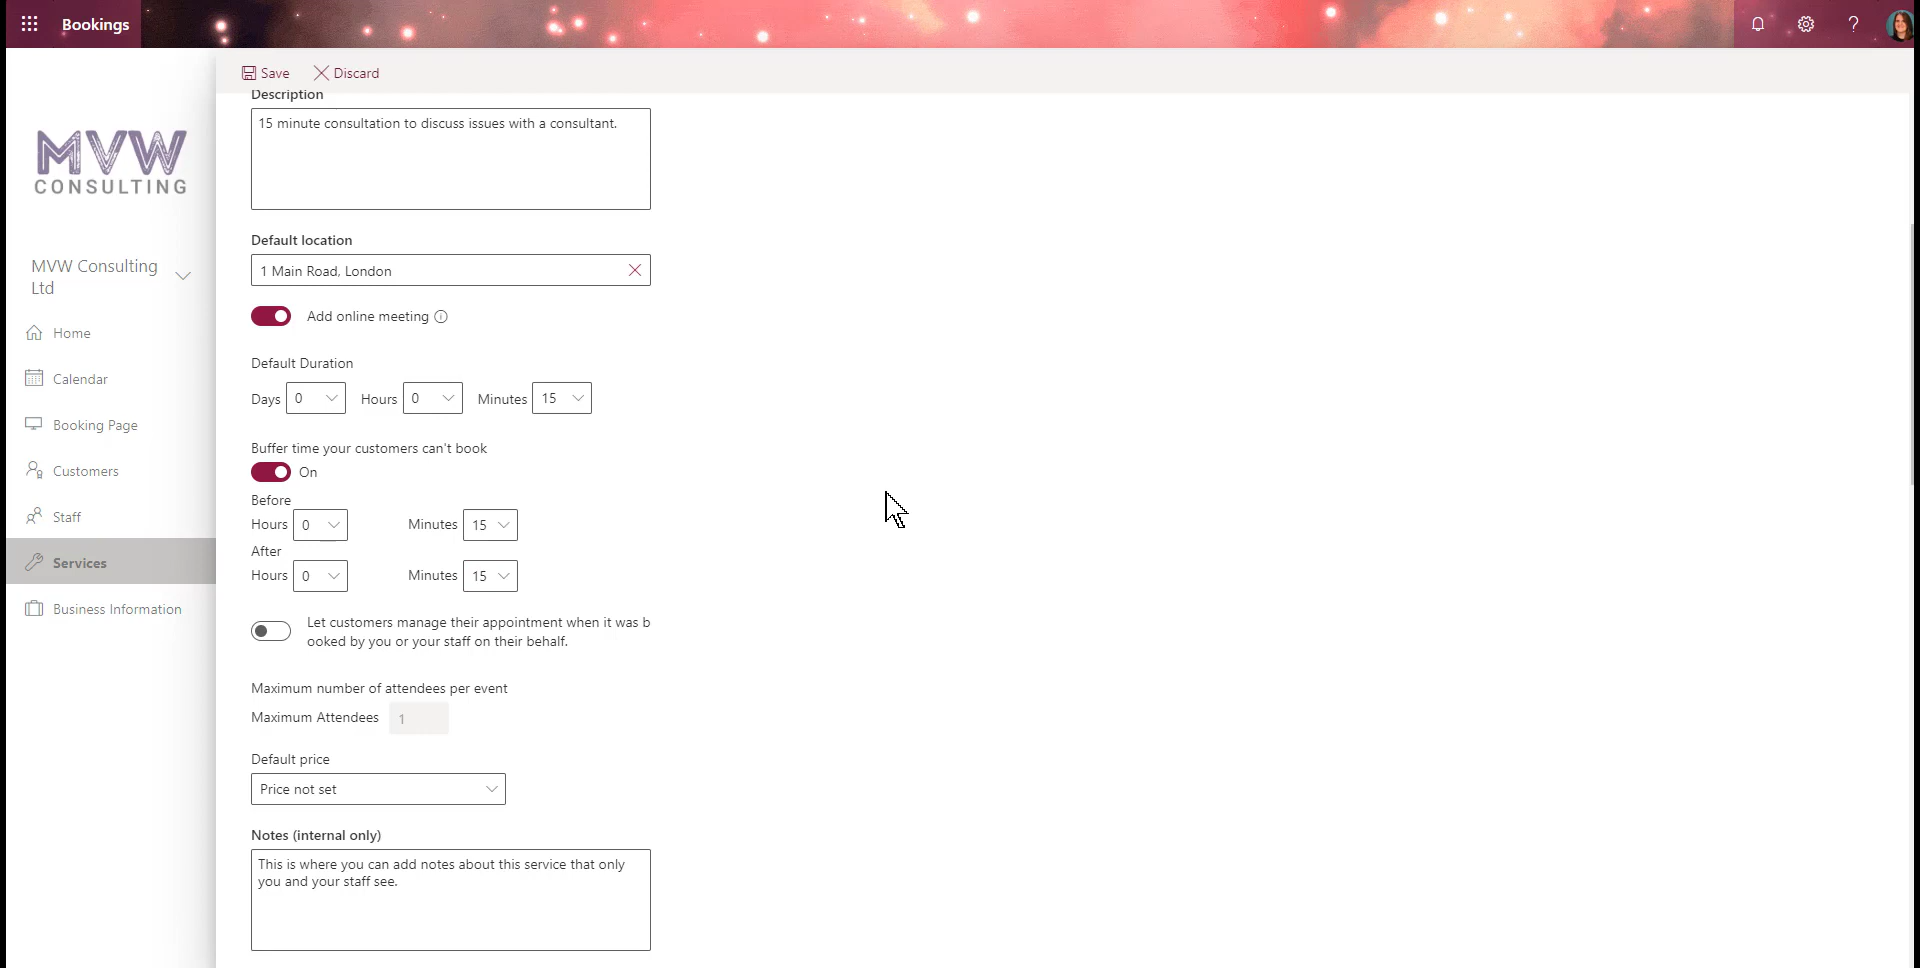 Bookings
?
Save Discard
Description
15 minute consultation to discuss issues with a consultant.
MVW
CONSULTING
Default location
1 Main Road, London
MVW Consulting
Ltd
Add online meeting
Home
Default Duration
Calendar
Days 0 Hours 0 Minutes 15
Booking Page
Buffer time your customers can't book
Customers
On
Before
Staff
Hours 0 Minutes 15
After
Services
Hours 0 Minutes 15
Business Information
Let customers manage their appointment when it was b
ooked by you or your staff on their behalf.
Maximum number of attendees per event
Maximum Attendees 1
Default price
Price not set
Notes (internal only)
This is where you can add notes about this service that only
you and your staff see.